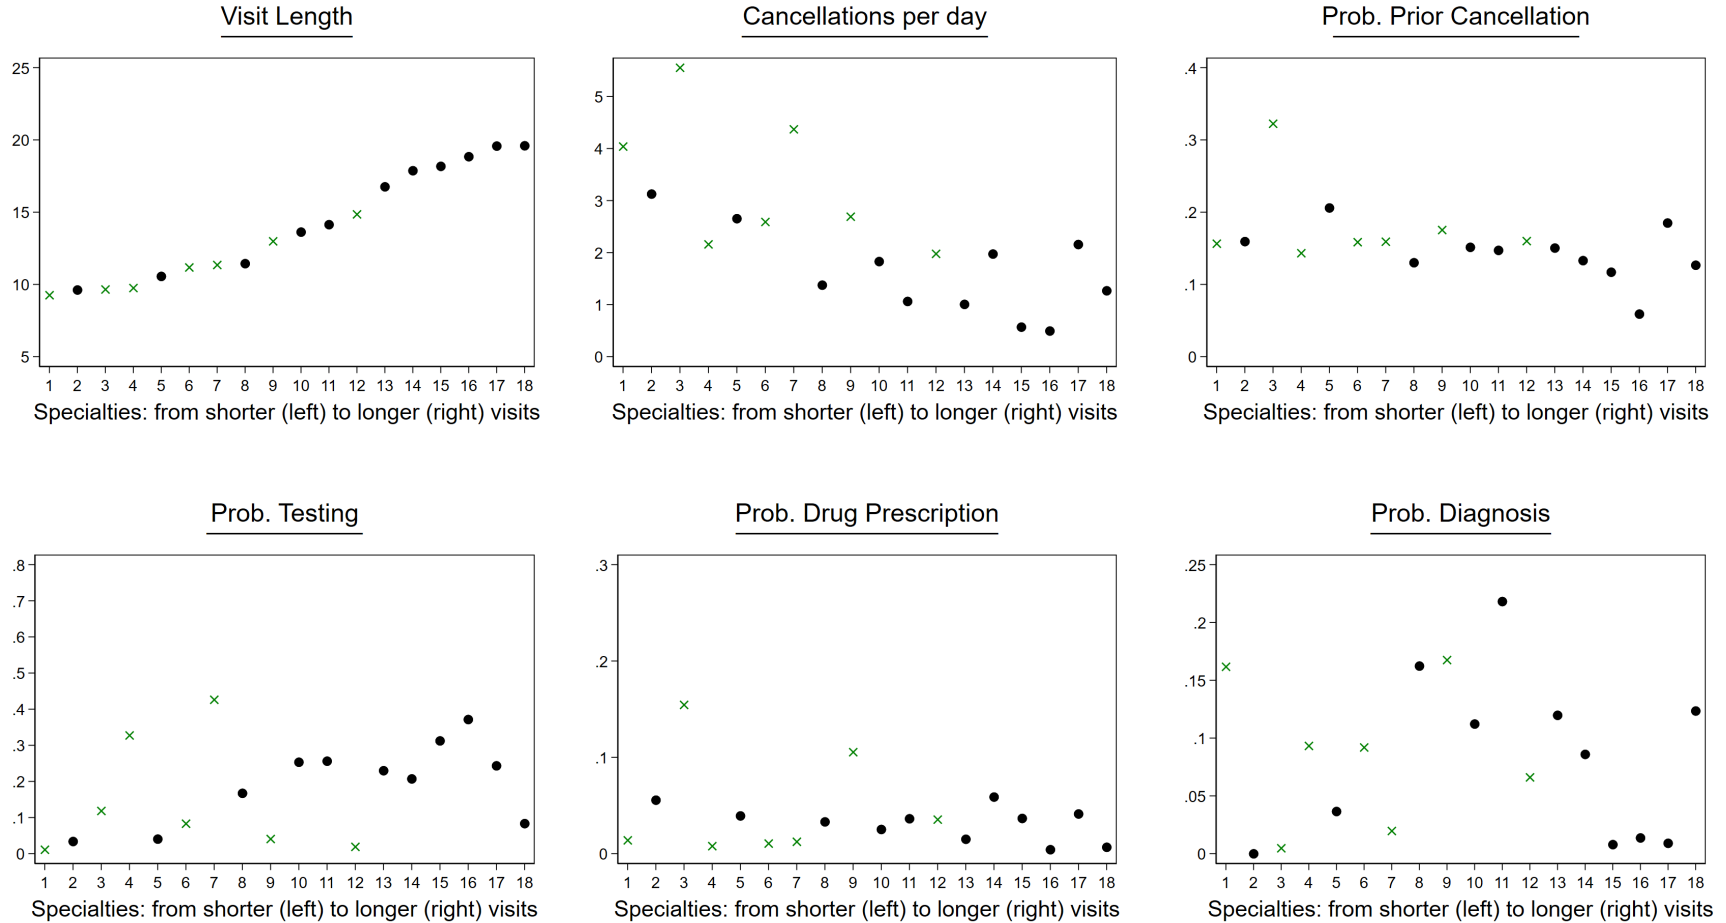 Visit Length
25
20
15
10
5
1 2 3 4 5 6 7 8 9 10 11 12 13 14 15 16 17 18
Specialties: from shorter (left) to longer (right) visits
Cancellations per day
5
4
3
2
1
0
1 2 3 4 5 6 7 8 9 10 11 12 13 14 15 16 17 18
Specialties: from shorter (left) to longer (right) visits
Prob. Prior Cancellation
.4
.3
.2
.1
0
1 2 3 4 5 6 7 8 9 10 11 12 13 14 15 16 17 18
Specialties: from shorter (left) to longer (right) visits
Prob. Testing
.8
.7
.6
.5
.4
.3
.2
.1
0
1 2 3 4 5 6 7 8 9 10 11 12 13 14 15 16 17 18
Specialties: from shorter (left) to longer (right) visits
Prob. Drug Prescription
.3
.2
.1
0
1 2 3 4 5 6 7 8 9 10 11 12 13 14 15 16 17 18
Specialties: from shorter (left) to longer (right) visits
Prob. Diagnosis
.25
.2
.15
.1
.05
0
1 2 3 4 5 6 7 8 9 10 11 12 13 14 15 16 17 18
Specialties: from shorter (left) to longer (right) visits